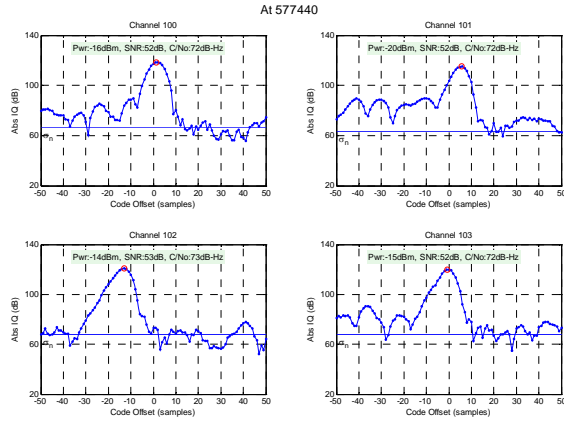 At 577440
Channel 100
Channel 101
140
Pwr:-16dBm, SNR:52dB, C/No:72dB-Hz
100
60
20
Abs IQ (dB)
σn
-50 -40 -30 -20 -10 0 10 20 30 40 50
Code Offset (samples)
140
Pwr:-20dBm, SNR:52dB, C/No:72dB-Hz
100
60
20
Abs IQ (dB)
σn
-50 -40 -30 -20 -10 0 10 20 30 40 50
Code Offset (samples)
Channel 102
Channel 103
140
Pwr:-14dBm, SNR:53dB, C/No:73dB-Hz
100
60
20
Abs IQ (dB)
σn
-50 -40 -30 -20 -10 0 10 20 30 40 50
Code Offset (samples)
140
Pwr:-15dBm, SNR:52dB, C/No:72dB-Hz
100
60
20
Abs IQ (dB)
σn
-50 -40 -30 -20 -10 0 10 20 30 40 50
Code Offset (samples)